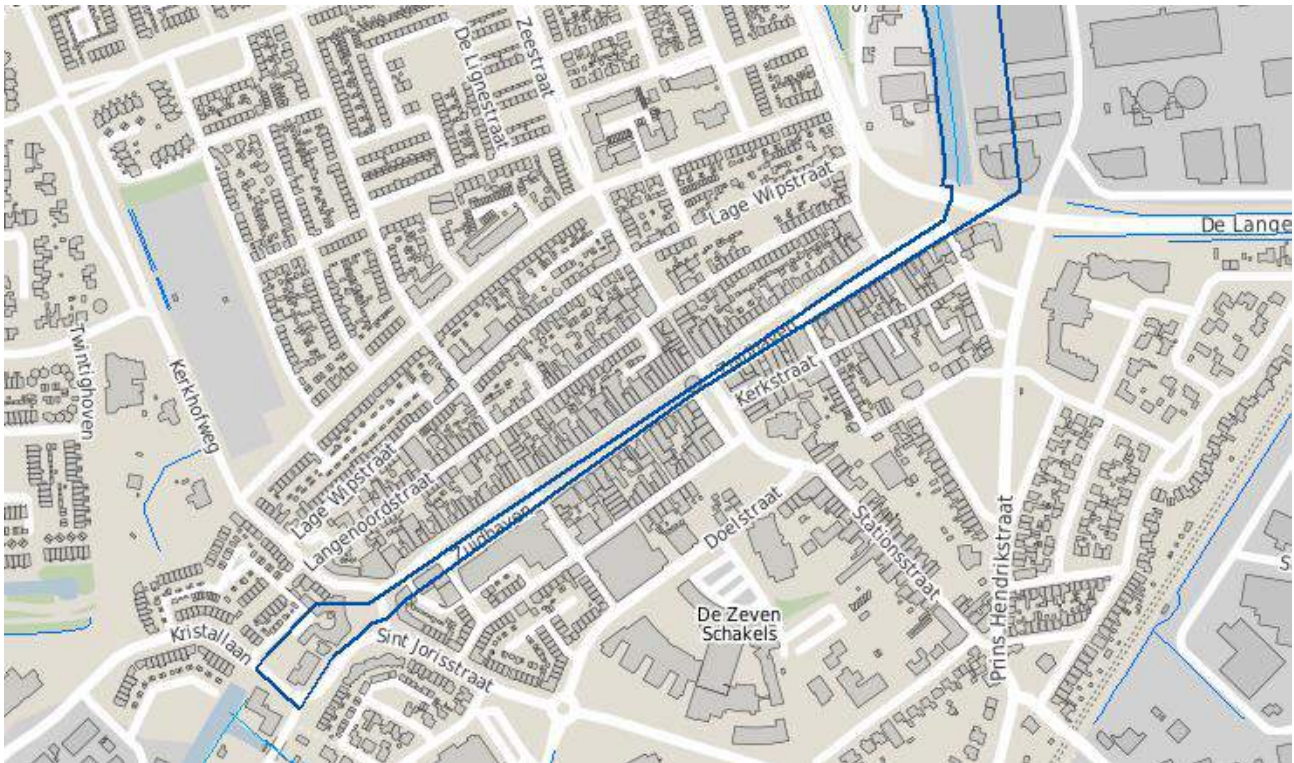 Zeestraat
De Lignestraat
Lage Wipstraat
De Lange
Twintighoven
Kerkhofweg
Kerkstraat
Lage Wipstraat
Langenoordstraat
Zuidhaven
Doelstraat
Stationsstraat
Prins Hendrikstraat
De Zeven
Schakels
Kristallaan
Sint Jorisstraat